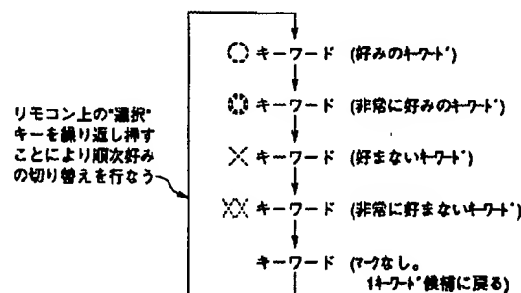 ○ キーワード (好みのキーワード)
◎ キーワード (非常に好みのキーワード)
リモコン上の"選択"
キーを繰り返し押す
ことにより順次好み
の切り替えを行なう
× キーワード (好まないキーワード)
×× キーワード (非常に好まないキーワード)
キーワード (マークなし。
1キーワード候補に戻る)